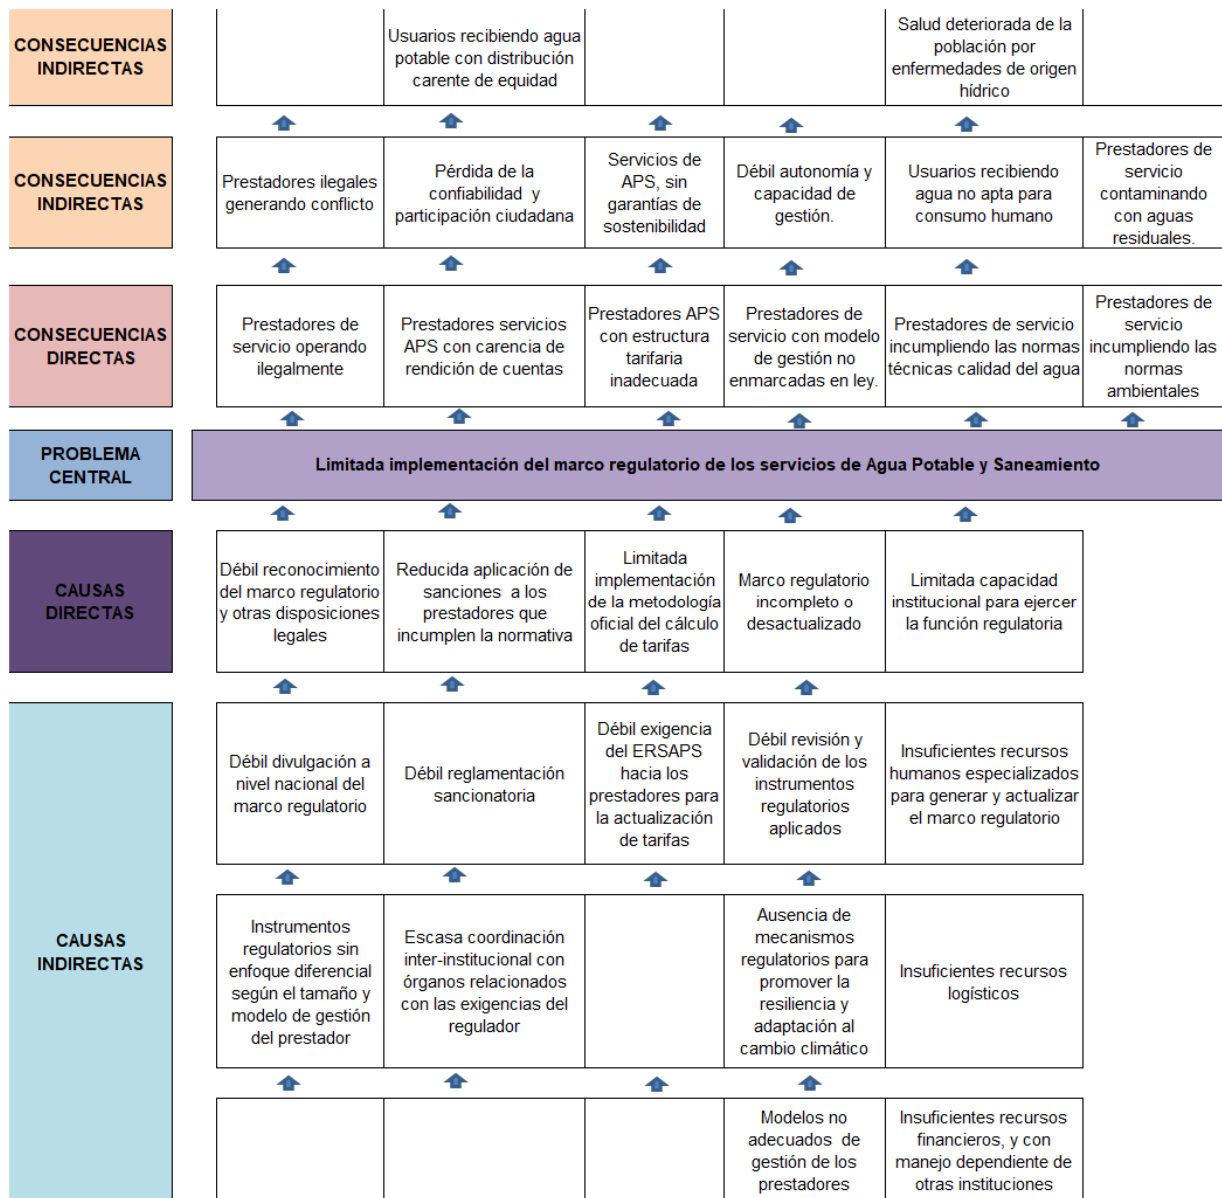 CONSECUENCIAS
INDIRECTAS
Usuarios recibiendo agua
potable con distribución
carente de equidad
Salud deteriorada de la
población por
enfermedades de origen
hídrico
CONSECUENCIAS
INDIRECTAS
Prestadores ilegales
generando conflicto
Pérdida de la
confiabilidad y
participación ciudadana
Servicios de
APS, sin
garantías de
sostenibilidad
Débil autonomía y
capacidad de
gestión.
Usuarios recibiendo
agua no apta para
consumo humano
Prestadores de
servicio
contaminando
con aguas
residuales.
CONSECUENCIAS
DIRECTAS
Prestadores de
servicio operando
ilegalmente
Prestadores servicios
APS con carencia de
rendición de cuentas
Prestadores APS
con estructura
tarifaria
inadecuada
Prestadores de
servicio con modelo
de gestión no
enmarcadas en ley.
Prestadores de servicio
incumpliendo las normas
técnicas calidad del agua
Prestadores de
servicio
incumpliendo las
normas
ambientales
PROBLEMA
CENTRAL
Limitada implementación del marco regulatorio de los servicios de Agua Potable y Saneamiento
CAUSAS
DIRECTAS
Débil reconocimiento
del marco regulatorio
y otras disposiciones
legales
Reducida aplicación de
sanciones a los
prestadores que
incumplen la normativa
Limitada
implementación
de la metodología
oficial del cálculo
de tarifas
Marco regulatorio
incompleto o
desactualizado
Limitada capacidad
institucional para ejercer
la función regulatoria
CAUSAS
INDIRECTAS
Débil divulgación a
nivel nacional del
marco regulatorio
Débil reglamentación
sancionatoria
Débil exigencia
del ERSAPS
hacia los
prestadores para
la actualización
de tarifas
Débil revisión y
validación de los
instrumentos
regulatorios
aplicados
Insuficientes recursos
humanos especializados
para generar y actualizar
el marco regulatorio
Instrumentos
regulatorios sin
enfoque diferencial
según el tamaño y
modelo de gestión
del prestador
Escasa coordinación
inter-institucional con
órganos relacionados
con las exigencias del
regulador
Ausencia de
mecanismos
regulatorios para
promover la
resiliencia y
adaptación al
cambio climático
Insuficientes recursos
logísticos
Modelos no
adecuados de
gestión de los
prestadores
Insuficientes recursos
financieros, y con
manejo dependiente de
otras instituciones